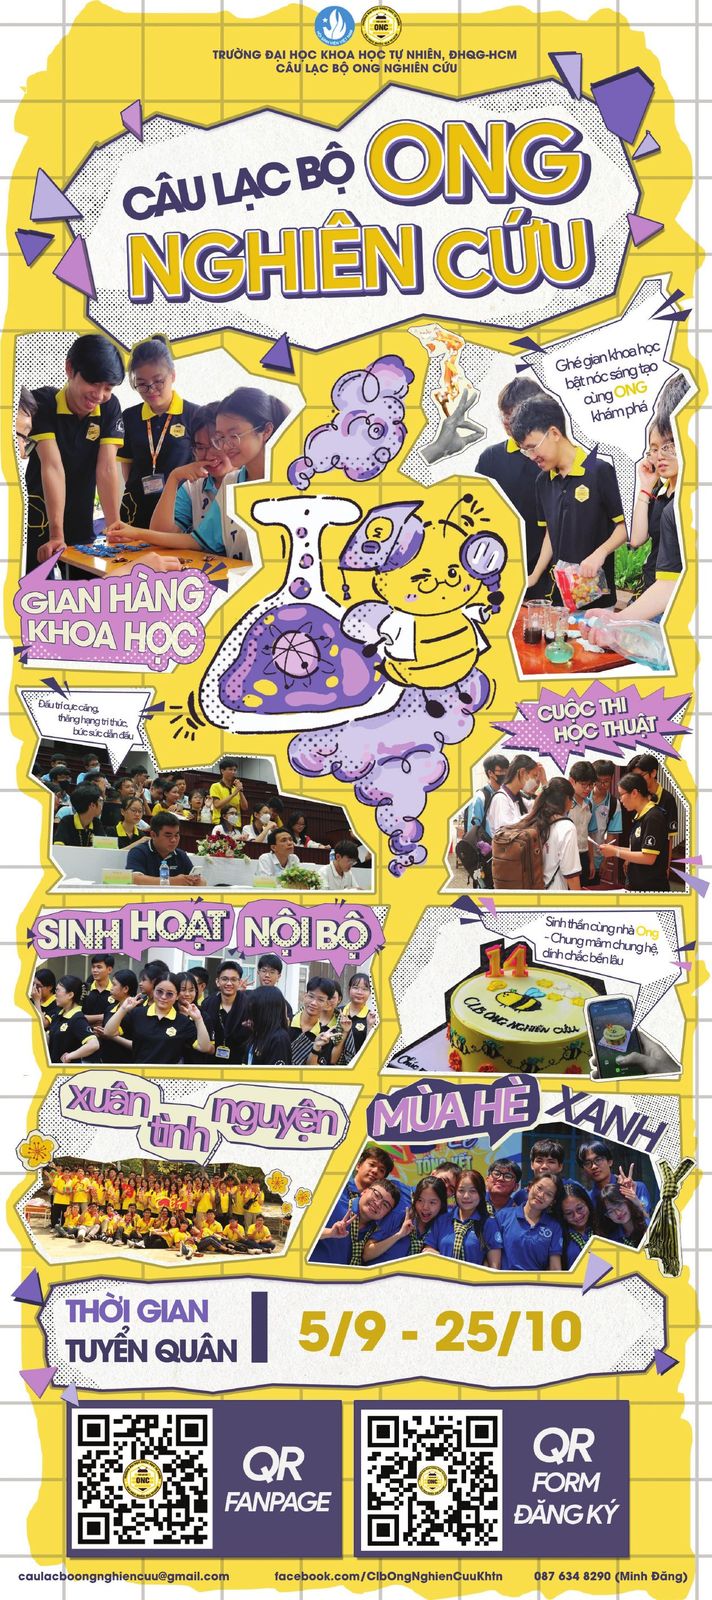 TRƯỜNG ĐẠI HỌC KHOA HỌC TỰ NHIÊN, ĐHQG-HCM
CÂU LẠC BỘ ONG NGHIÊN CỨU
CÂU LẠC BỘ ONG
NGHIÊN CỨU
Ghé gian khoa học
bật nóc sáng tạo
cùng ONG
khám phá
GIAN HÀNG
KHOA HỌC
Đấu trí cực căng,
thăng hạng tri thức,
bức sức dẫn đầu
CUỘC THI
HỌC THUẬT
SINH HOẠT NỘI BỘ
Sinh thần cùng nhà Ong
- Chung mâm chung hệ,
dính chắc bền lâu
14
CLB ONG NGHIÊN CỨU
xuân
tình
nguyện
MÙA HÈ XANH
TỔNG KẾT
THỜI GIAN
TUYỂN QUÂN
5/9 - 25/10
QR
FANPAGE
QR
FORM
ĐĂNG KÝ
ONC
ONC
caulacboongnghiencuu@gmail.com
facebook.com/ClbOngNghienCuuKhtn
087 634 8290 (Minh Đăng)